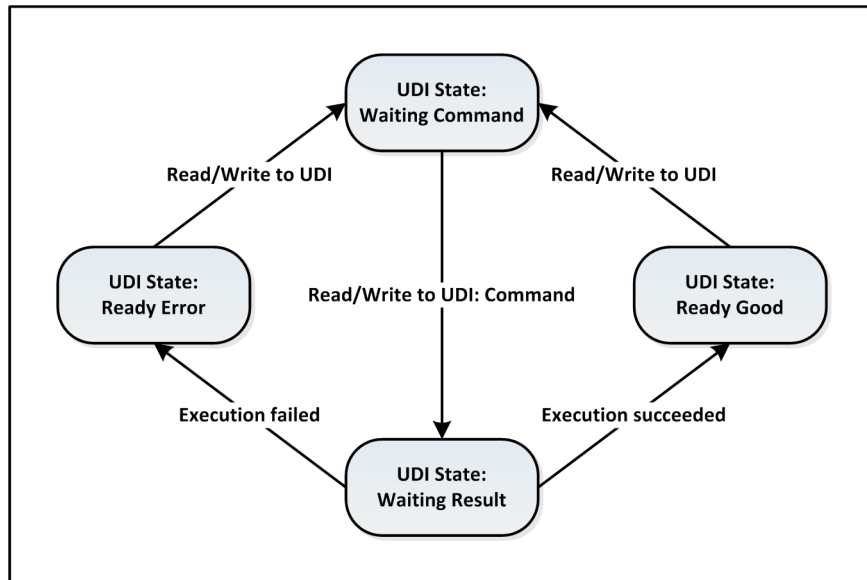 UDI State:
Waiting Command
Read/Write to UDI
Read/Write to UDI
UDI State:
Ready Error
Read/Write to UDI: Command
UDI State:
Ready Good
Execution failed
Execution succeeded
UDI State:
Waiting Result